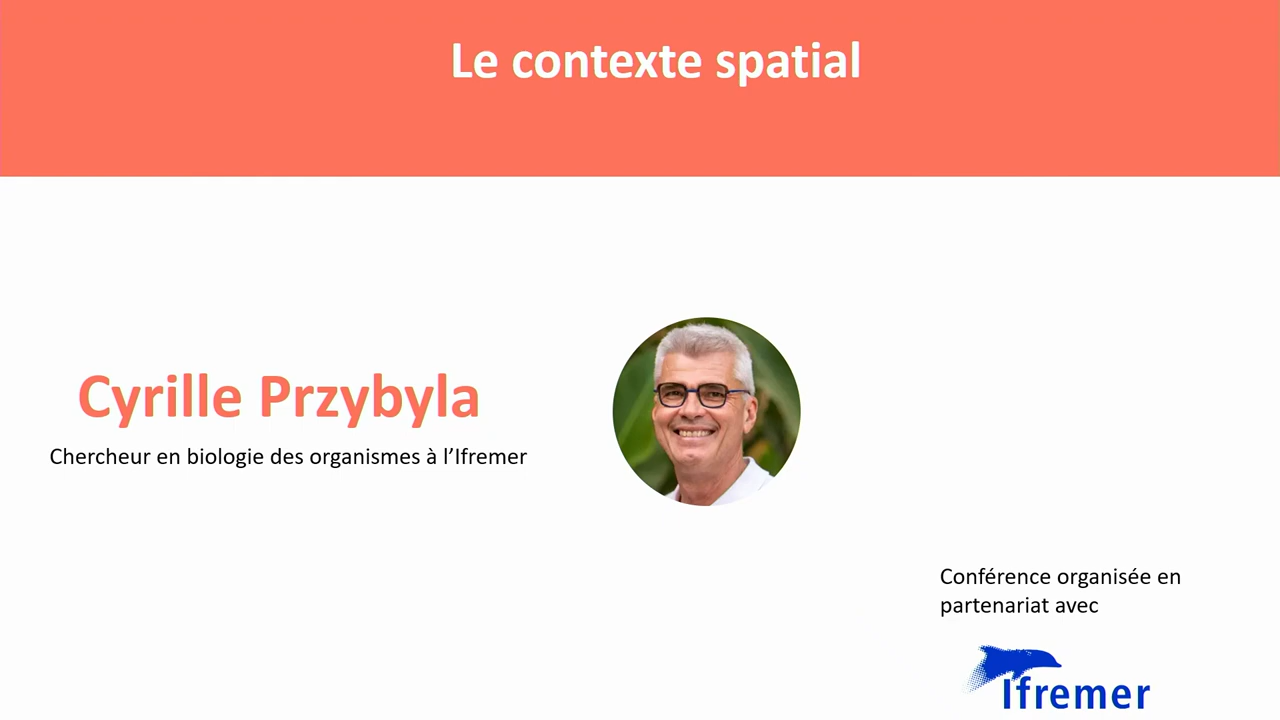 Le contexte spatial
Cyrille Przybyla
Chercheur en biologie des organismes à l’Ifremer
Conférence organisée en
partenariat avec
Ifremer